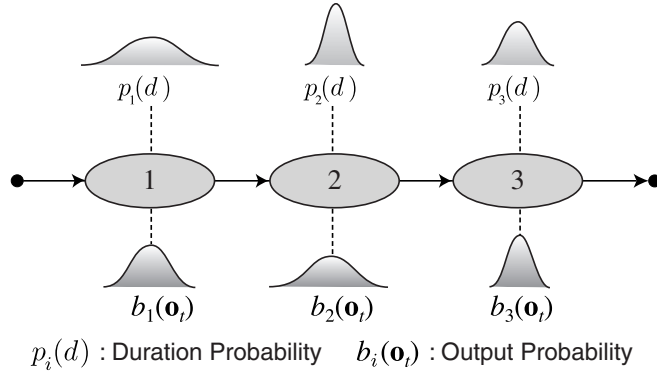 p₁(d) p₂(d) p₃(d)
1 2 3
b₁(𝐨ₜ) b₂(𝐨ₜ) b₃(𝐨ₜ)
pᵢ(d) : Duration Probability bᵢ(𝐨ₜ) : Output Probability